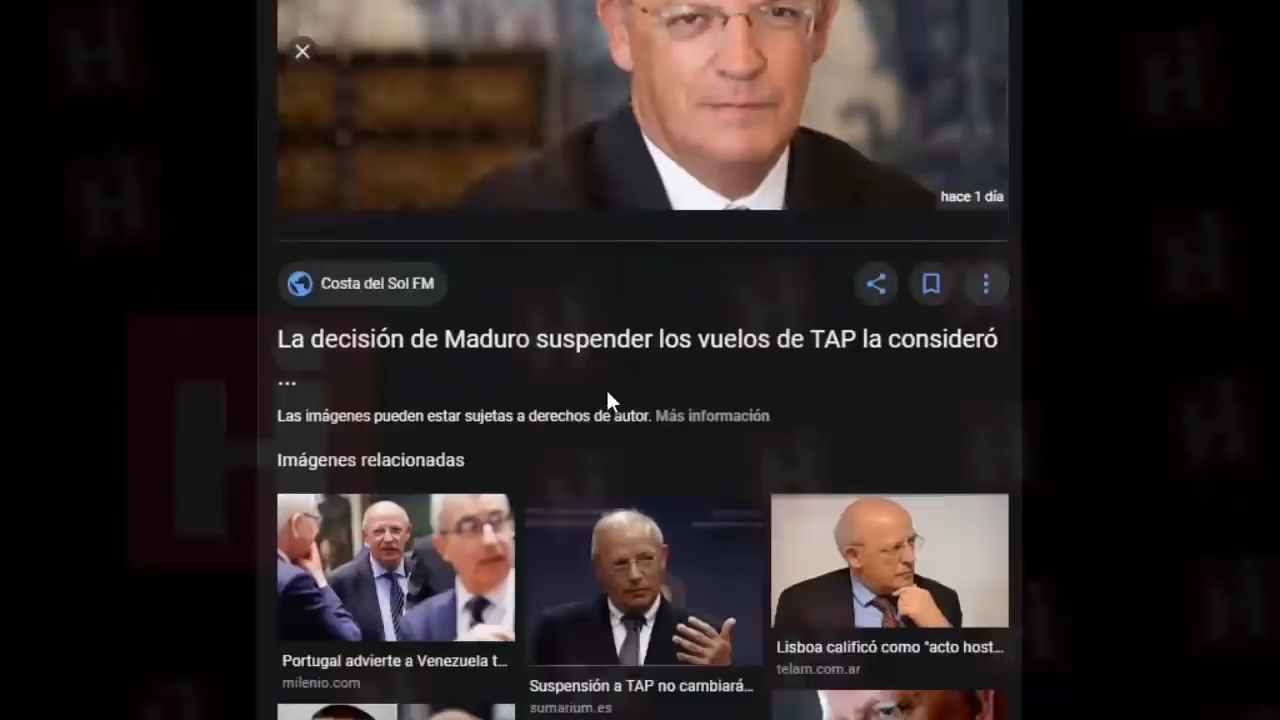 hace 1 día
Costa del Sol FM
La decisión de Maduro suspender los vuelos de TAP la consideró
...
Las imágenes pueden estar sujetas a derechos de autor. Más información
Imágenes relacionadas
Portugal advierte a Venezuela t...
milenio.com
Suspensión a TAP no cambiará...
sumarium.es
Lisboa calificó como "acto host...
telam.com.ar